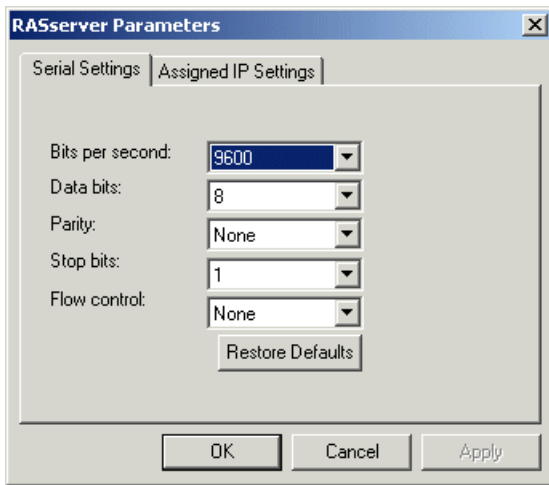 RASserver Parameters
Serial Settings Assigned IP Settings
Bits per second: 9600
Data bits: 8
Parity: None
Stop bits: 1
Flow control: None
Restore Defaults
OK Cancel Apply